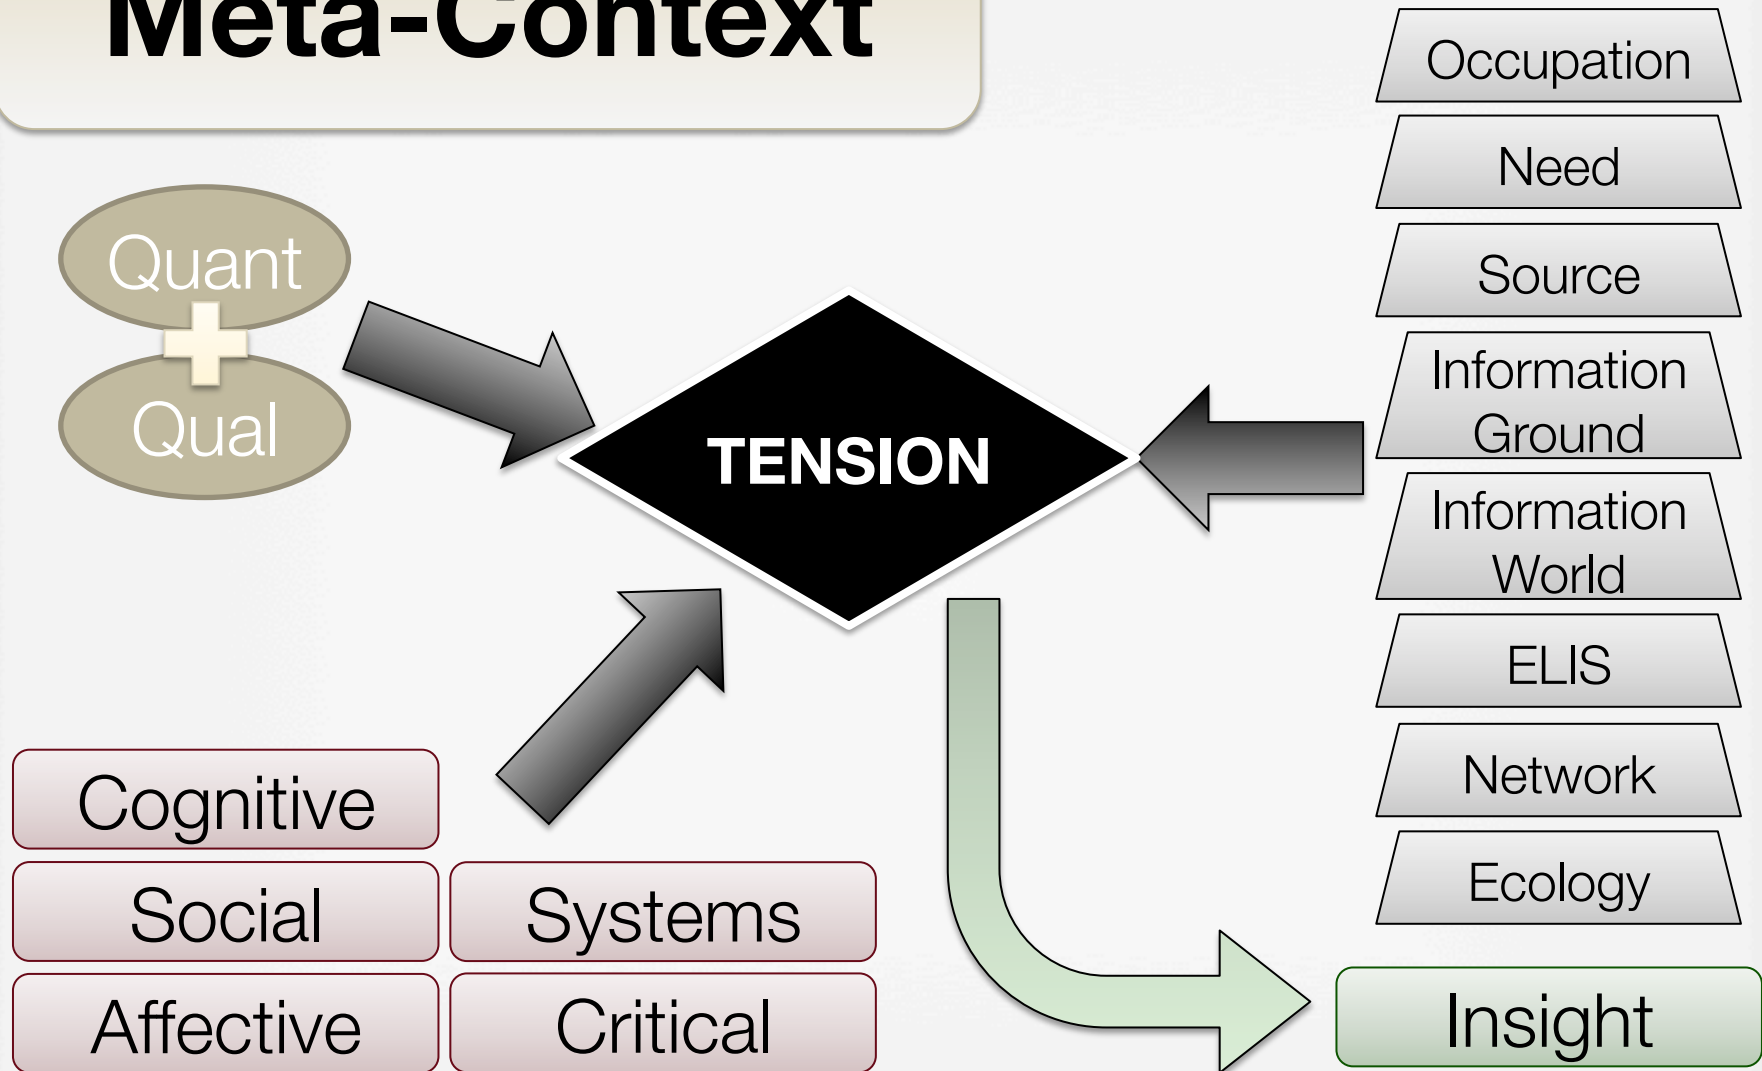 Meta-Context
Quant
Qual
TENSION
Occupation
Need
Source
Information
Ground
Information
World
ELIS
Network
Ecology
Cognitive
Social
Systems
Affective
Critical
Insight